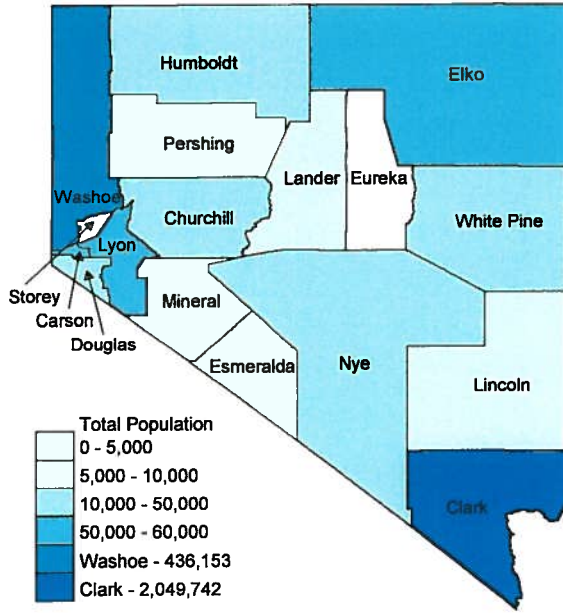 Humboldt
Elko
Pershing
Lander
Eureka
Washoe
Churchill
White Pine
Lyon
Storey
Carson
Douglas
Mineral
Esmeralda
Nye
Lincoln
Clark
Total Population
0 - 5,000
5,000 - 10,000
10,000 - 50,000
50,000 - 60,000
Washoe - 436,153
Clark - 2,049,742